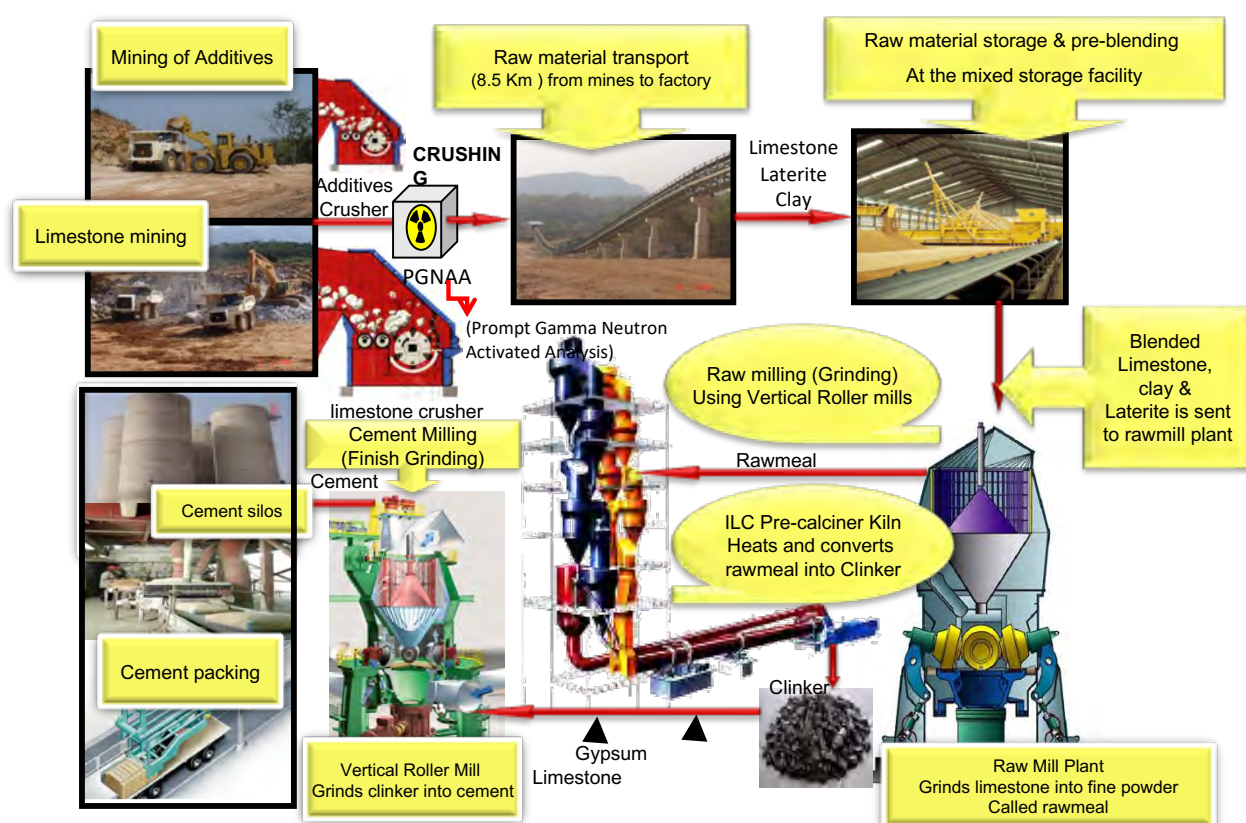 Mining of Additives
Raw material transport
(8.5 Km ) from mines to factory
Raw material storage & pre-blending
At the mixed storage facility
Limestone mining
Additives
Crusher
CRUSHIN
G
PGNAA
(Prompt Gamma Neutron
Activated Analysis)
limestone crusher
Limestone
Laterite
Clay
Blended
Limestone,
clay &
Laterite is sent
to rawmill plant
Raw milling (Grinding)
Using Vertical Roller mills
Rawmeal
ILC Pre-calciner Kiln
Heats and converts
rawmeal into Clinker
Cement Milling
(Finish Grinding)
Cement
Cement silos
Cement packing
Clinker
Gypsum
Limestone
Vertical Roller Mill
Grinds clinker into cement
Raw Mill Plant
Grinds limestone into fine powder
Called rawmeal